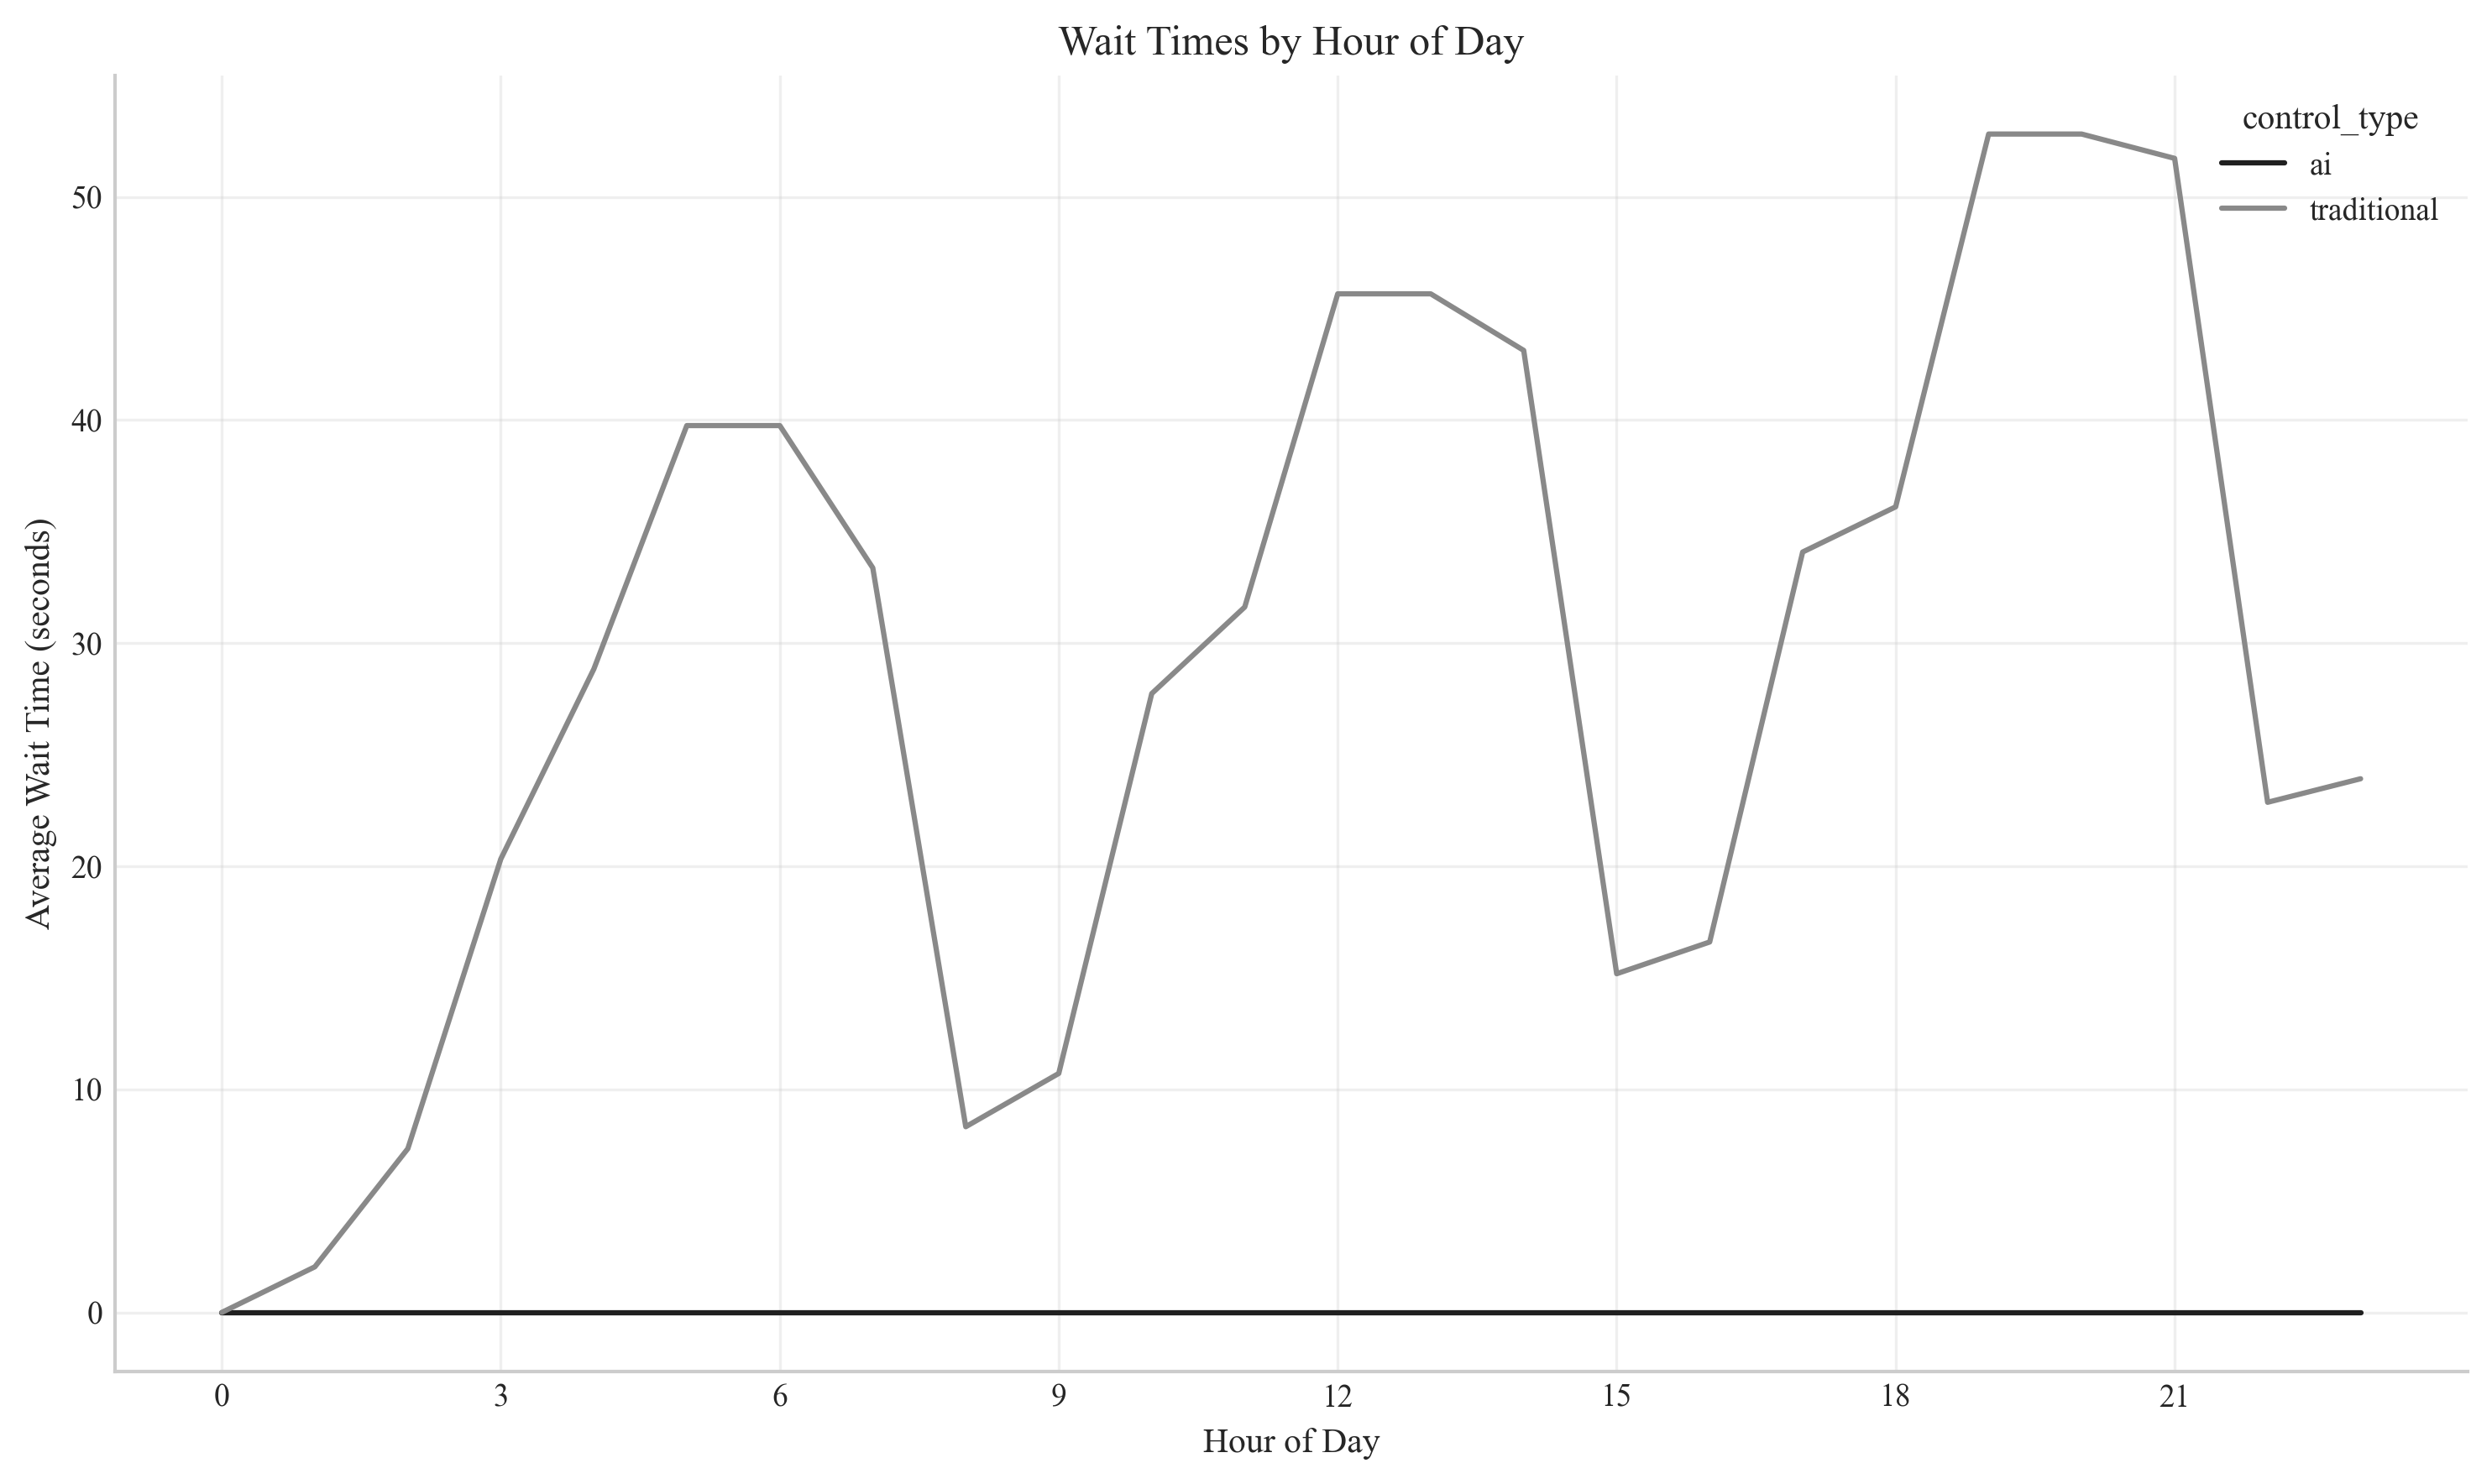 Wait Times by Hour of Day
control_type
ai
traditional
Average Wait Time (seconds)
50
40
30
20
10
0
0 3 6 9 12 15 18 21
Hour of Day